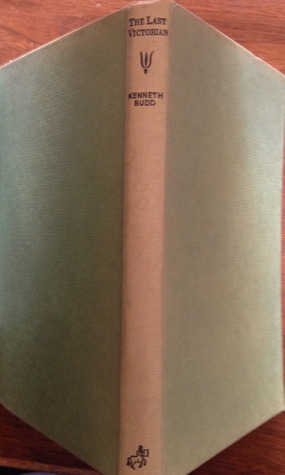 THE LAST
VICTORIAN
KENNETH
BUDD